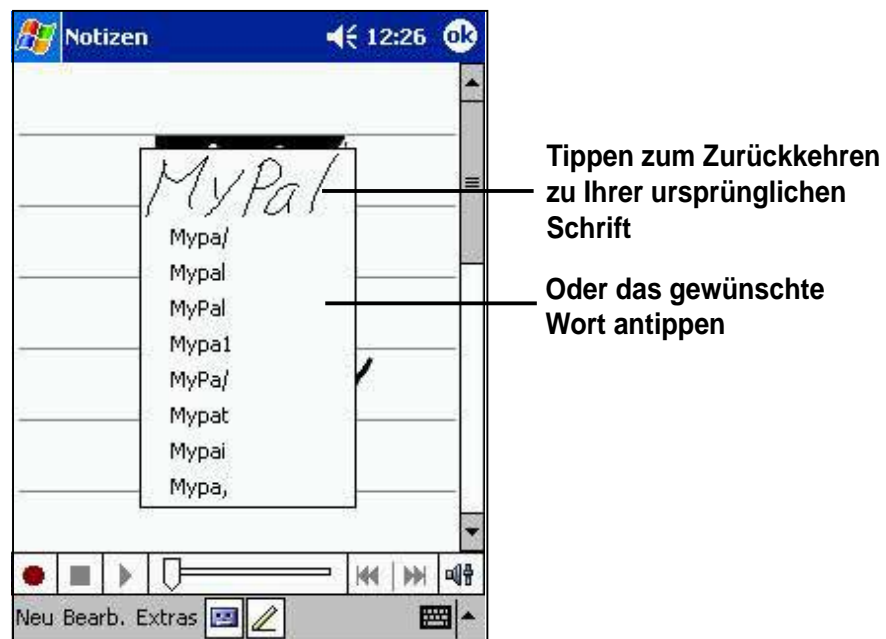 Notizen 12:26 ok
MyPal
Mypa/
Mypal
MyPal
Mypa1
MyPa/
Mypat
Mypai
Mypa,
Neu Bearb. Extras
Tippen zum Zurückkehren
zu Ihrer ursprünglichen
Schrift
Oder das gewünschte
Wort antippen